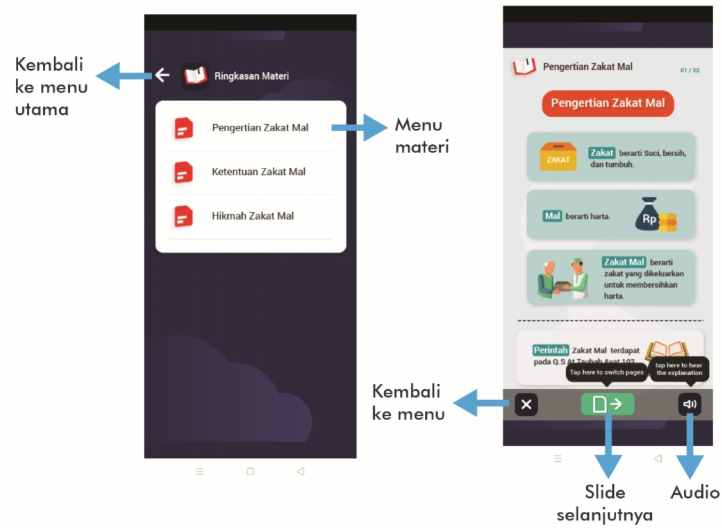 Kembali
ke menu
utama
Ringkasan Materi
Pengertian Zakat Mal
Ketentuan Zakat Mal
Hikmah Zakat Mal
Menu
materi
Pengertian Zakat Mal
01 / 02
Pengertian Zakat Mal
ZAKAT
Zakat berarti Suci, bersih,
dan tumbuh.
Mal berarti harta.
Rp
Zakat Mal berarti
zakat yang dikeluarkan
untuk membersihkan
harta.
Perintah Zakat Mal terdapat
pada Q.S At Taubah Ayat 103
Tap here to switch pages
tap here to hear
the explanation
Kembali
ke menu
Slide
selanjutnya
Audio